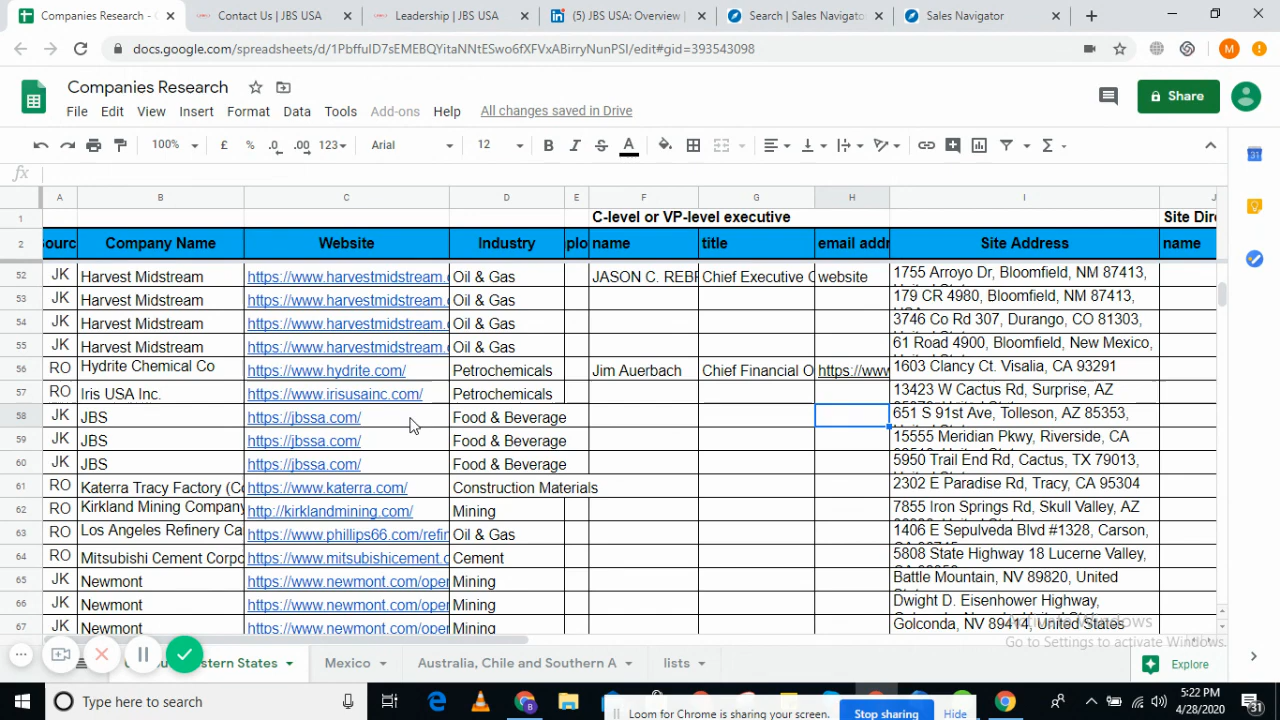 Companies Research -
Contact Us | JBS USA
Leadership | JBS USA
(5) JBS USA: Overview |
Search | Sales Navigato
Sales Navigator
docs.google.com/spreadsheets/d/1PbffuID7sEMEBQYitaNNtESwo6fXFVxABirryNunPSI/edit#gid=393543098
M
Companies Research
File Edit View Insert Format Data Tools Add-ons Help All changes saved in Drive
Share
100% £ % .0 .00 123 Arial 12 B I S A
fx
A B C D E F G H I J
1 C-level or VP-level executive Site Dire
2 Sourc Company Name Website Industry plo name title email addr Site Address name
52 JK Harvest Midstream https://www.harvestmidstream. Oil & Gas JASON C. REBR Chief Executive O website 1755 Arroyo Dr, Bloomfield, NM 87413,
53 JK Harvest Midstream https://www.harvestmidstream. Oil & Gas 179 CR 4980, Bloomfield, NM 87413,
54 JK Harvest Midstream https://www.harvestmidstream. Oil & Gas 3746 Co Rd 307, Durango, CO 81303,
55 JK Harvest Midstream https://www.harvestmidstream. Oil & Gas 61 Road 4900, Bloomfield, New Mexico,
56 RO Hydrite Chemical Co https://www.hydrite.com/ Petrochemicals Jim Auerbach Chief Financial O https://www 1603 Clancy Ct. Visalia, CA 93291
57 RO Iris USA Inc. https://www.irisusainc.com/ Petrochemicals 13423 W Cactus Rd, Surprise, AZ
58 JK JBS https://jbssa.com/ Food & Beverage 651 S 91st Ave, Tolleson, AZ 85353,
59 JK JBS https://jbssa.com/ Food & Beverage 15555 Meridian Pkwy, Riverside, CA
60 JK JBS https://jbssa.com/ Food & Beverage 5950 Trail End Rd, Cactus, TX 79013,
61 RO Katerra Tracy Factory (Co https://www.katerra.com/ Construction Materials 2302 E Paradise Rd, Tracy, CA 95304
62 RO Kirkland Mining Company http://kirklandmining.com/ Mining 7855 Iron Springs Rd, Skull Valley, AZ
63 RO Los Angeles Refinery Ca https://www.phillips66.com/refin Oil & Gas 1406 E Sepulveda Blvd #1328, Carson,
64 RO Mitsubishi Cement Corpo https://www.mitsubishicement.c Cement 5808 State Highway 18 Lucerne Valley,
65 JK Newmont https://www.newmont.com/oper Mining Battle Mountain, NV 89820, United
66 JK Newmont https://www.newmont.com/oper Mining Dwight D. Eisenhower Highway,
67 JK Newmont https://www.newmont.com/oper Mining Golconda, NV 89414, United States
Activate Windows
Go to Settings to activate Windows.
estern States Mexico Australia, Chile and Southern A lists Explore
Type here to search
Loom for Chrome is sharing your screen. Stop sharing Hide
5:22 PM
4/28/2020
31